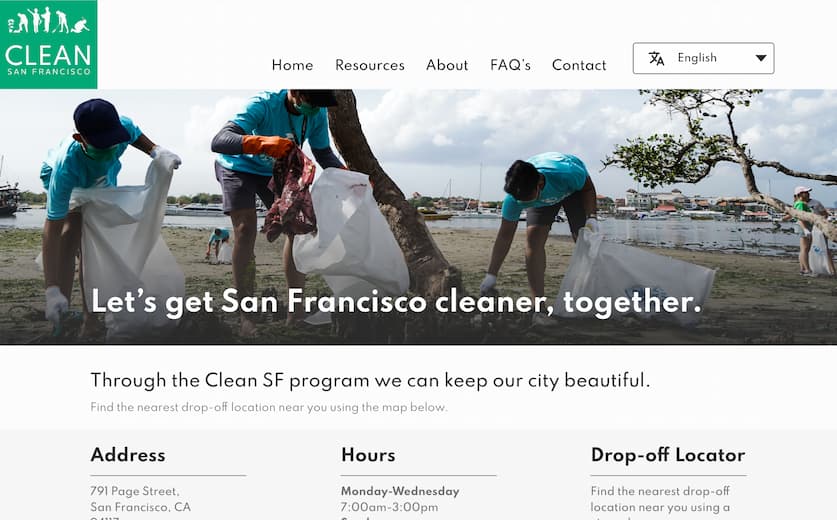 CLEAN
SAN FRANCISCO
Home Resources About FAQ's Contact
English
Let's get San Francisco cleaner, together.
Through the Clean SF program we can keep our city beautiful.
Find the nearest drop-off location near you using the map below.
Address
791 Page Street,
San Francisco, CA
Hours
Monday-Wednesday
7:00am-3:00pm
Drop-off Locator
Find the nearest drop-off
location near you using a